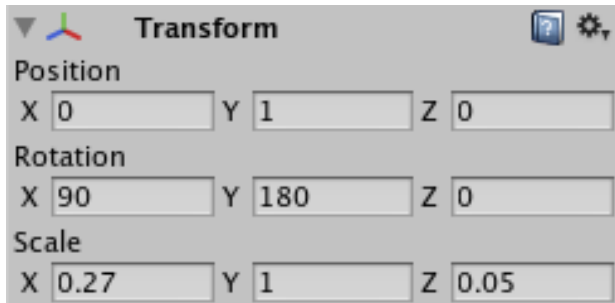 Transform
Position
X 0 Y 1 Z 0
Rotation
X 90 Y 180 Z 0
Scale
X 0.27 Y 1 Z 0.05